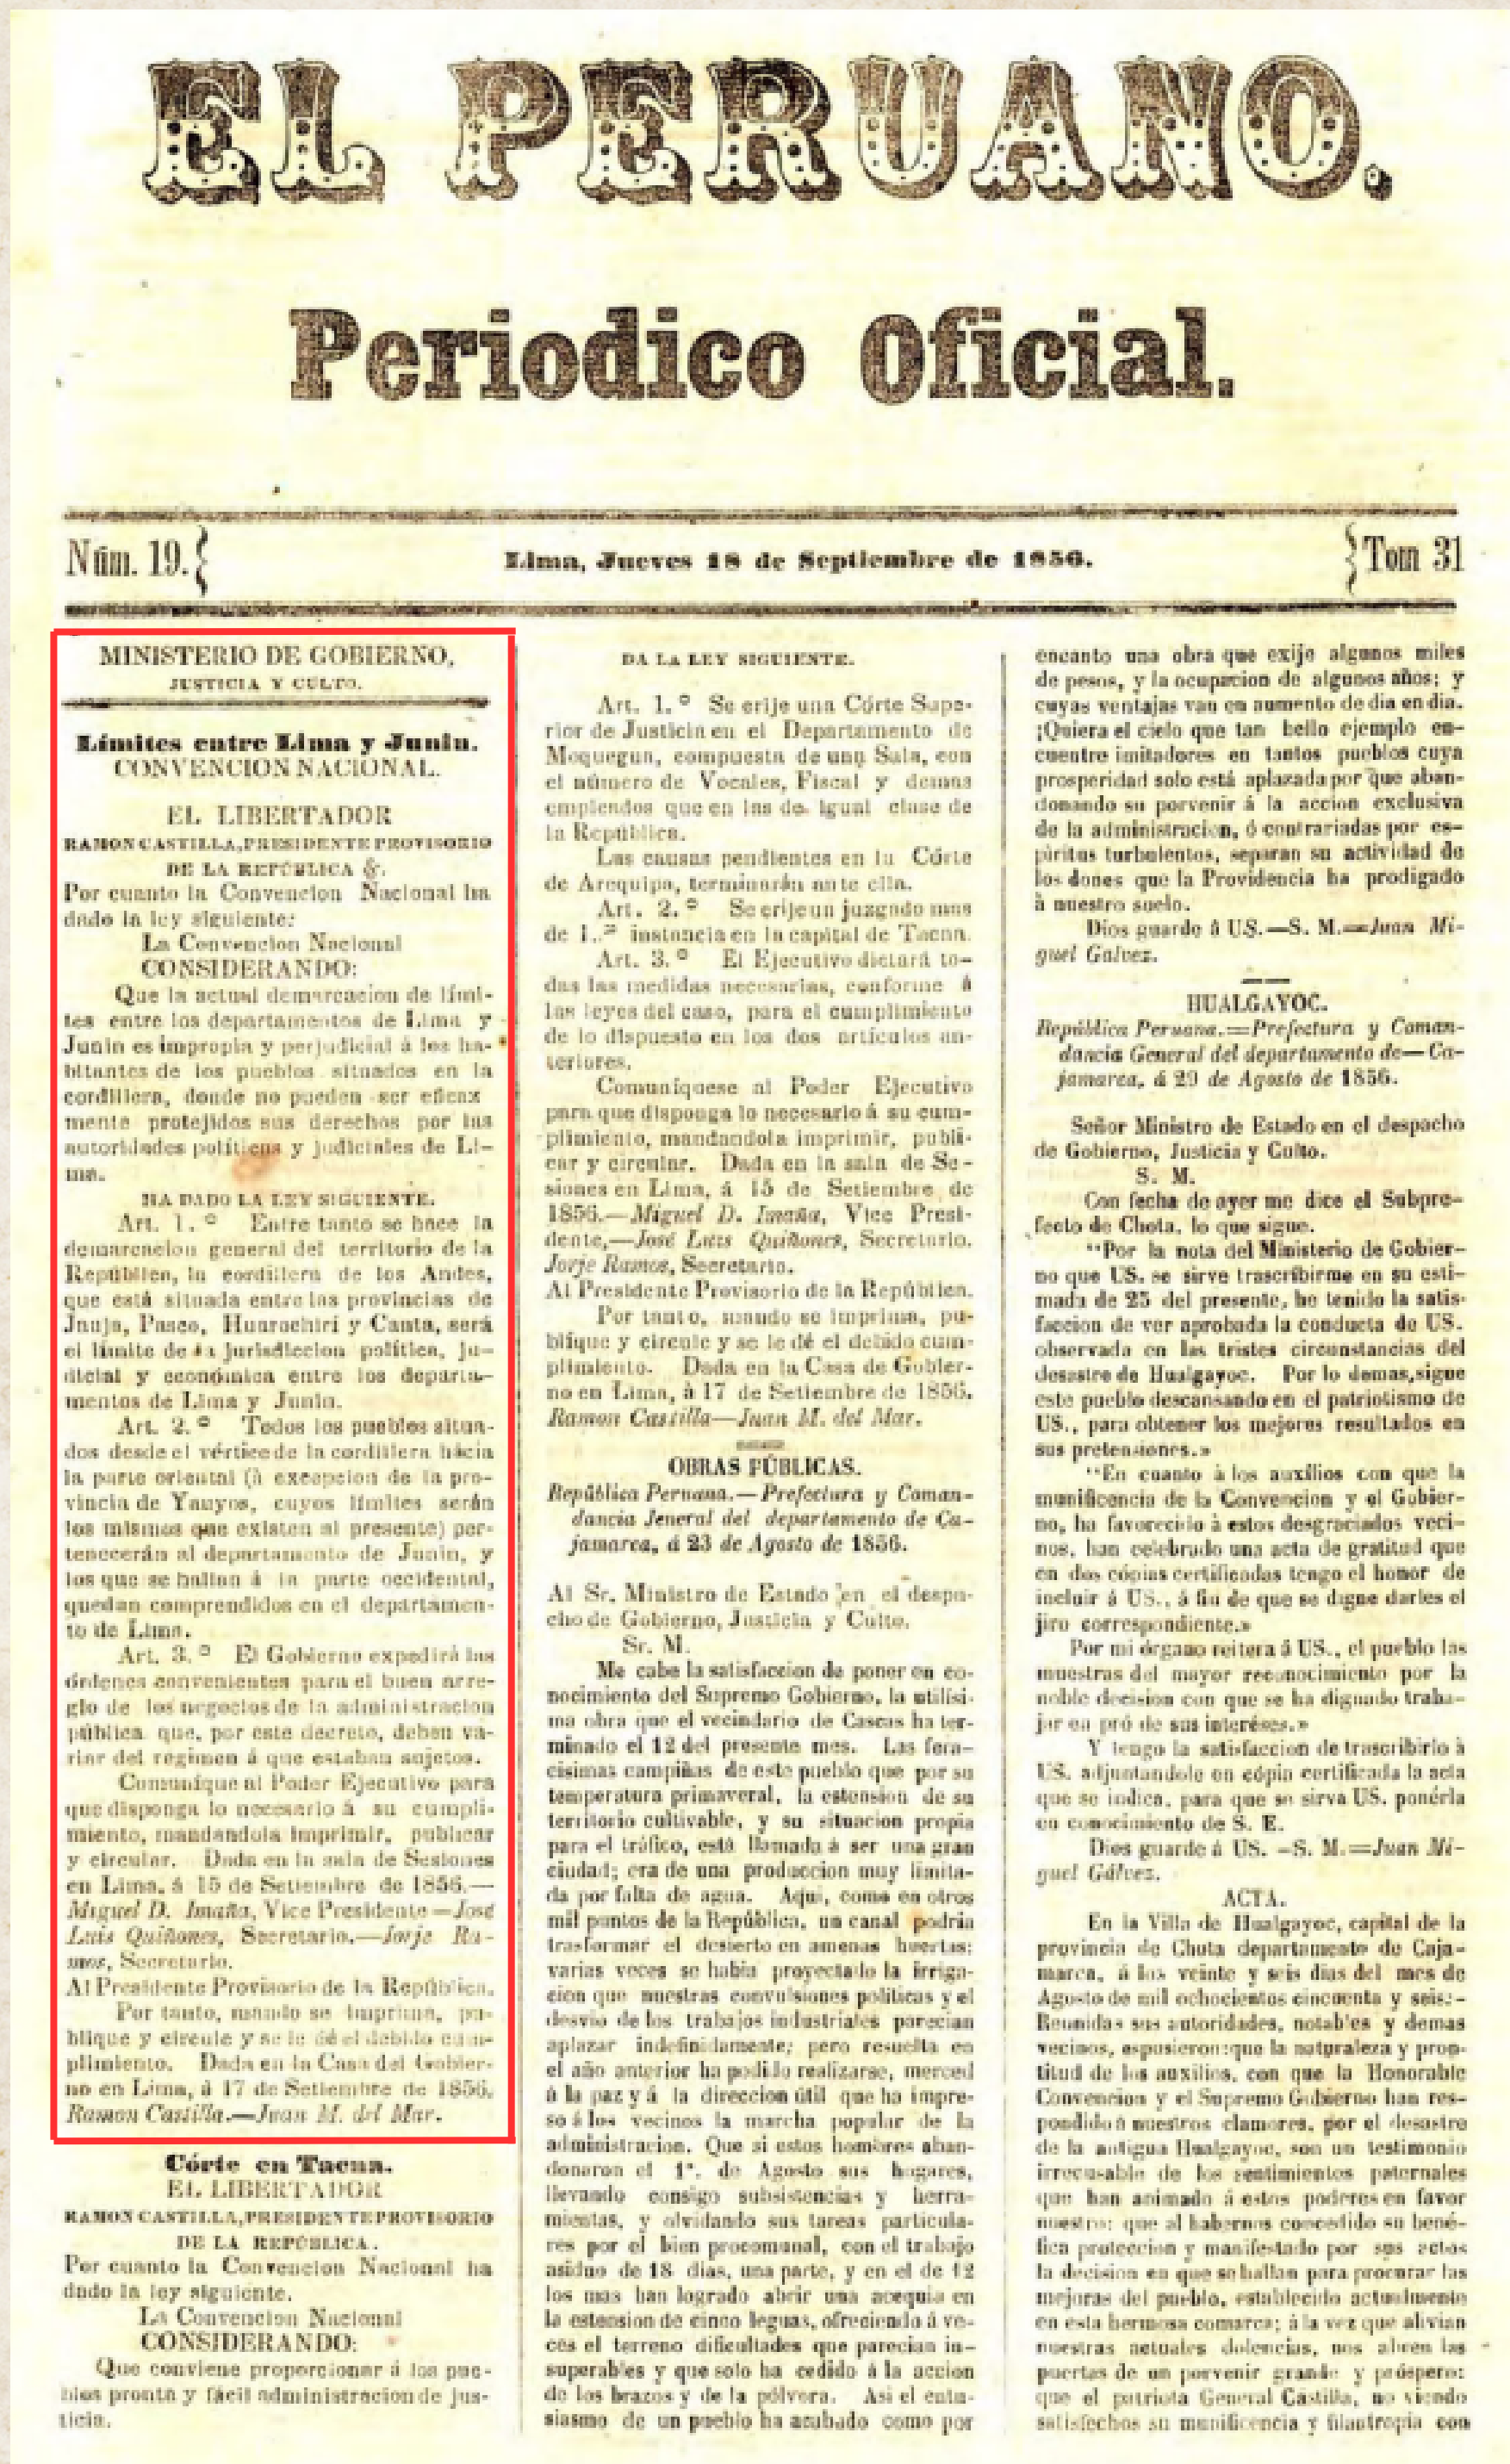 EL PERUANO.
Periodico Oficial.
Núm. 19.
Lima, Jueves 18 de Septiembre de 1856.
Tom 31
MINISTERIO DE GOBIERNO,
JUSTICIA Y CULTO.
Límites entre Lima y Junin.
CONVENCION NACIONAL.
EL LIBERTADOR
RAMON CASTILLA, PRESIDENTE PROVISORIO
DE LA REPÚBLICA &.
Por cuanto la Convencion Nacional ha
dado la ley siguiente:
La Convencion Nacional
CONSIDERANDO:
Que la actual demarcacion de lími-
tes entre los departamentos de Lima y
Junin es impropia y perjudicial á los ha-
bitantes de los pueblos situados en la
cordillera, donde no pueden ser eficaz
mente protejidos sus derechos por las
autoridades políticas y judiciales de Li-
ma.
HA DADO LA LEY SIGUIENTE.
Art. 1.º Entre tanto se hace la
demarcacion general del territorio de la
República, la cordillera de los Andes,
que está situada entre las provincias de
Jauja, Pasco, Huarochiri y Canta, será
el límite de la jurisdiccion política, ju-
dicial y económica entre los departa-
mentos de Lima y Junin.
Art. 2.º Todos los pueblos situa-
dos desde el vértice de la cordillera hácia
la parte oriental (à excepcion de la pro-
vincia de Yauyos, cuyos límites serán
los mismos que existen al presente) per-
tenecerán al departamento de Junin, y
los que se hallan á la parte occidental,
quedan comprendidos en el departamen-
to de Lima.
Art. 3.º El Gobierno expedirá las
órdenes convenientes para el buen arre-
glo de los negocios de la administracion
pública que, por este decreto, deben va-
riar del régimen á que estaban sujetos.
Comuníque al Poder Ejecutivo para
que disponga lo necesario á su cumpli-
miento, mandandola imprimir, publicar
y circular. Dada en la sala de Sesiones
en Lima, á 15 de Setiembre de 1856.—
Miguel D. Imaña, Vice Presidente—José
Luis Quiñones, Secretario.—Jorje Ra-
mos, Secretario.
Al Presidente Provisorio de la República.
Por tanto, mando se imprima, pu-
blique y circule y se le dé el debido cum-
plimiento. Dada en la Casa del Gobier-
no en Lima, á 17 de Setiembre de 1856.
Ramon Castilla.—Juan M. del Mar.
Córte en Tacna.
EL LIBERTADOR
RAMON CASTILLA, PRESIDENTE PROVISORIO
DE LA REPÚBLICA.
Por cuanto la Convencion Nacional ha
dado la ley siguiente.
La Convencion Nacional
CONSIDERANDO:
Que conviene proporcionar á los pue-
blos pronta y fácil administracion de jus-
ticia.
DA LA LEY SIGUIENTE.
Art. 1.º Se erije una Córte Supe-
rior de Justicia en el Departamento de
Moquegua, compuesta de una Sala, con
el número de Vocales, Fiscal y demas
empleados que en las de igual clase de
la República.
Las causas pendientes en la Córte
de Arequipa, terminarán ante ella.
Art. 2.º Se erije un juzgado mas
de 1.ª instancia en la capital de Tacna.
Art. 3.º El Ejecutivo dictará to-
das las medidas necesarias, conforme á
las leyes del caso, para el cumplimiento
de lo dispuesto en los dos artículos an-
teriores.
Comuníquese al Poder Ejecutivo
para que disponga lo necesario á su cum-
plimiento, mandandola imprimir, publi-
car y circular. Dada en la sala de Se-
siones en Lima, á 15 de Setiembre de
1856.—Miguel D. Imaña, Vice Presi-
dente,—José Luis Quiñones, Secretario.
Jorje Ramos, Secretario.
Al Presidente Provisorio de la República.
Por tanto, mando se imprima, pu-
blique y circule y se le dé el debido cum-
plimiento. Dada en la Casa de Gobier-
no en Lima, à 17 de Setiembre de 1856.
Ramon Castilla—Juan M. del Mar.
OBRAS PÚBLICAS.
República Peruana.—Prefectura y Coman-
dancia Jeneral del departamento de Ca-
jamarca, á 23 de Agosto de 1856.
Al Sr. Ministro de Estado en el despa-
cho de Gobierno, Justicia y Culto.
Sr. M.
Me cabe la satisfaccion de poner en co-
nocimiento del Supremo Gobierno, la utilísi-
ma obra que el vecindario de Cascas ha ter-
minado el 12 del presente mes. Las fera-
cisimas campiñas de este pueblo que por su
temperatura primaveral, la estension de su
territorio cultivable, y su situacion propia
para el tráfico, está llamada á ser una gran
ciudad; era de una produccion muy limita-
da por falta de agua. Aqui, como en otros
mil puntos de la República, un canal podria
trasformar el desierto en amenas huertas;
varias veces se habia proyectado la irriga-
cion que nuestras convulsiones politicas y el
desvio de los trabajos industriales parecian
aplazar indefinidamente; pero resuelta en
el año anterior ha podido realizarse, merced
á la paz y á la direccion útil que ha impre-
so á los vecinos la marcha popular de la
administracion. Que si estos hombres aban-
donaron el 1º. de Agosto sus hogares,
llevando consigo subsistencias y herra-
mientas, y olvidando sus tareas particula-
res por el bien procomunal, con el trabajo
asiduo de 18 dias, una parte, y en el de 12
los mas han logrado abrir una acequia en
la estension de cinco leguas, ofreciendo á ve-
ces el terreno dificultades que parecian in-
superables y que solo ha cedido á la accion
de los brazos y de la pólvora. Asi el entu-
siasmo de un pueblo ha acabado como por
encanto una obra que exije algunos miles
de pesos, y la ocupacion de algunos años; y
cuyas ventajas van en aumento de dia en dia.
¡Quiera el cielo que tan bello ejemplo en-
cuentre imitadores en tantos pueblos cuya
prosperidad solo está aplazada por que aban-
donando su porvenir á la accion exclusiva
de la administracion, ó contrariadas por es-
píritus turbulentos, separan su actividad de
los dones que la Providencia ha prodigado
à nuestro suelo.
Dios guarde á US.—S. M.=Juan Mi-
guel Galvez.
HUALGAYOC.
República Peruana.=Prefectura y Coman-
dancia General del departamento de—Ca-
jamarca, á 29 de Agosto de 1856.
Señor Ministro de Estado en el despacho
de Gobierno, Justicia y Culto.
S. M.
Con fecha de ayer me dice el Subpre-
fecto de Chota, lo que sigue.
"Por la nota del Ministerio de Gobier-
no que US. se sirve trascribirme en su esti-
mada de 25 del presente, he tenido la satis-
faccion de ver aprobada la conducta de US.
observada en las tristes circunstancias del
desastre de Hualgayoc. Por lo demas, sigue
este pueblo descansando en el patriotismo de
US., para obtener los mejores resultados en
sus pretensiones.»
"En cuanto à los auxílios con que la
munificencia de la Convencion y el Gobier-
no, ha favorecido à estos desgraciados veci-
nos, han celebrado una acta de gratitud que
en dos cópias certificadas tengo el honor de
incluir á US., á fin de que se digne darles el
jiro correspondiente.»
Por mi órgano reitera á US., el pueblo las
muestras del mayor reconocimiento por la
noble decision con que se ha dignado traba-
jar en pró de sus interéses.»
Y tengo la satisfaccion de trascribirlo à
US. adjuntandole en cópia certificada la acta
que se indica, para que se sirva US. ponérla
en conocimiento de S. E.
Dios guarde á US. –S. M.=Juan Mi-
guel Gálvez.
ACTA.
En la Villa de Hualgayoc, capital de la
provincia de Chota departamento de Caja-
marca, á los veinte y seis dias del mes de
Agosto de mil ochocientos cincuenta y seis:-
Reunidas sus autoridades, notables y demas
vecinos, espusieron: que la naturaleza y pron-
titud de los auxilios, con que la Honorable
Convencion y el Supremo Gobierno han res-
pondido á nuestros clamores, por el desastre
de la antigua Hualgayoc, son un testimonio
irrecusable de los sentimientos paternales
que han animado á estos poderes en favor
nuestro: que al habernos concedido su bené-
fica proteccion y manifestado por sus actos
la decision en que se hallan para procurar las
mejoras del pueblo, establecido actualmente
en esta hermosa comarca; á la vez que alivian
nuestras actuales dolencias, nos abren las
puertas de un porvenir grande y próspero:
que el patriota General Castilla, no viendo
satisfechos su munificencia y filantropia con